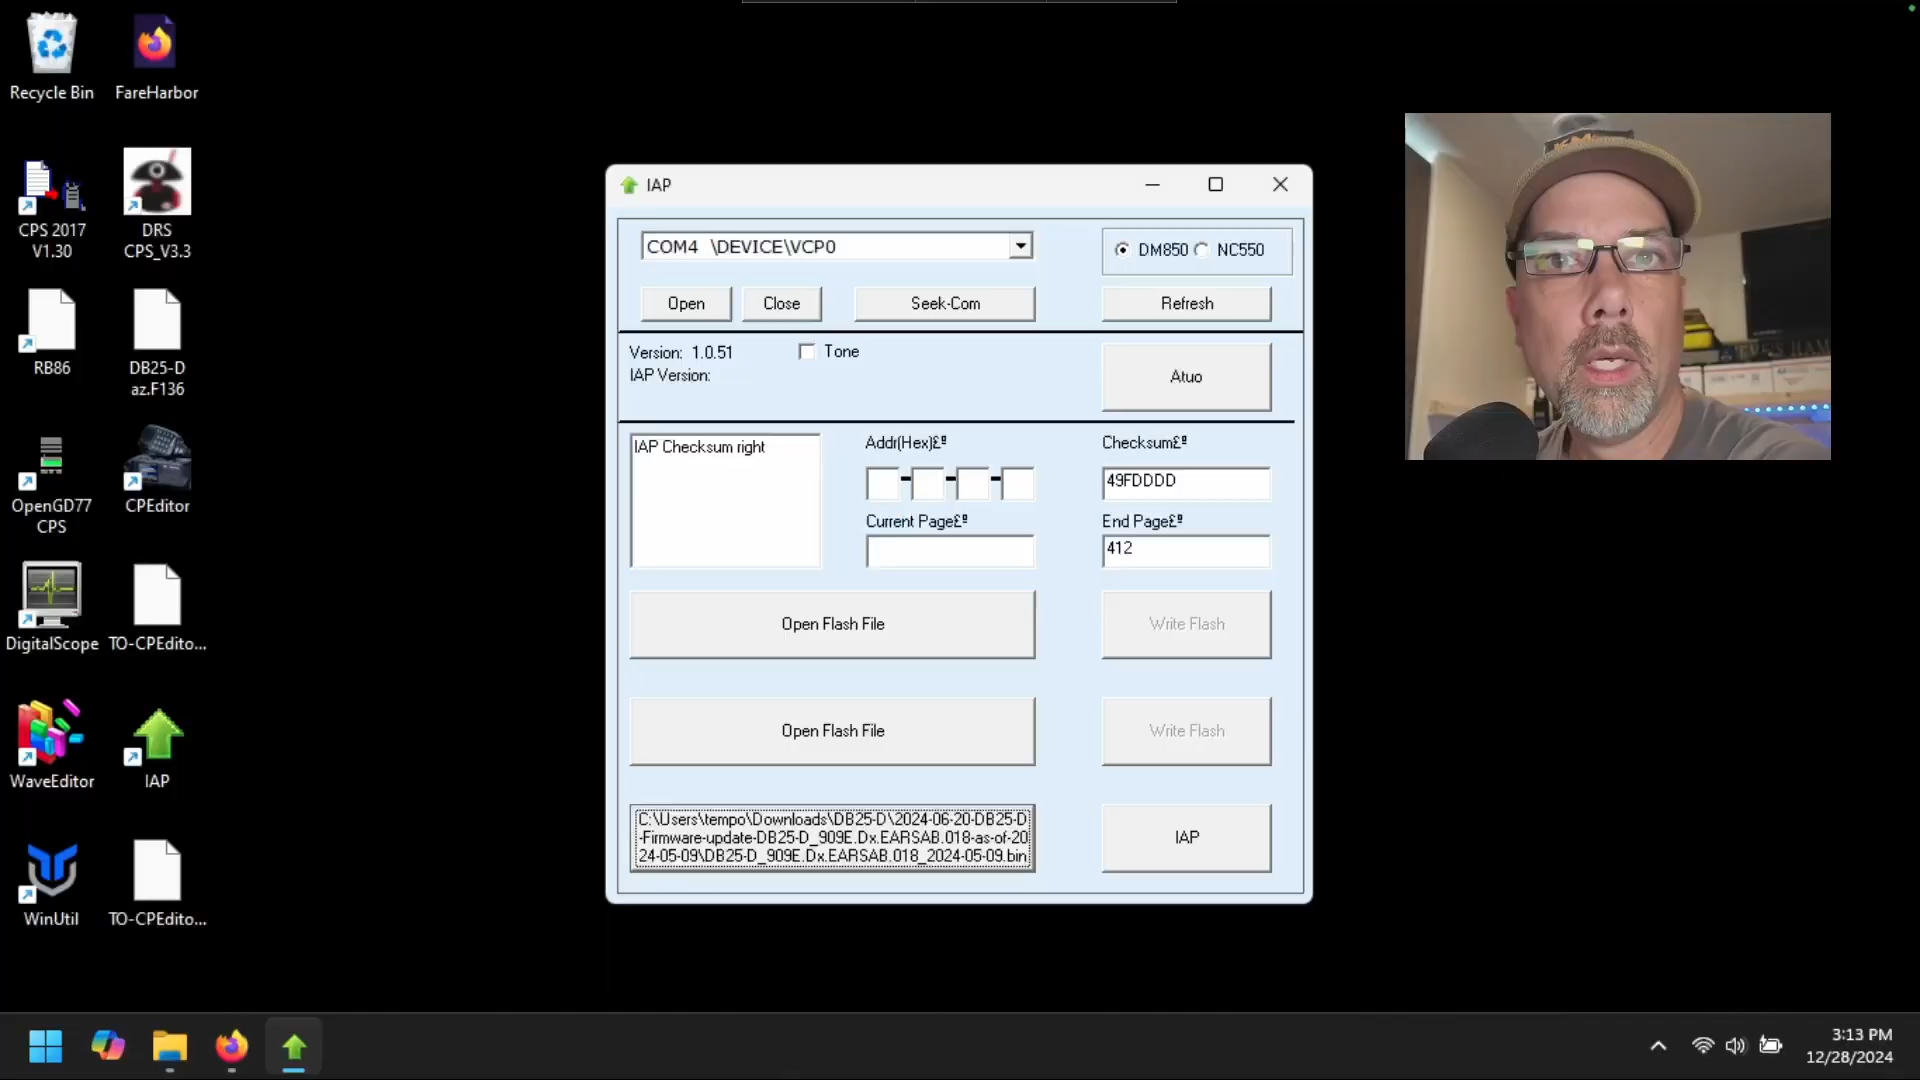 Recycle Bin
FareHarbor
CPS 2017
V1.30
DRS
CPS_V3.3
RB86
DB25-D
az.F136
OpenGD77
CPS
CPEditor
DigitalScope
TO-CPEdito...
WaveEditor
IAP
WinUtil
TO-CPEdito...
IAP
COM4 \DEVICE\VCP0
DM850
NC550
Open
Close
Seek-Com
Refresh
Version: 1.0.51
Tone
IAP Version:
Atuo
IAP Checksum right
Addr(Hex)£º
Checksum£º
49FDDDD
Current Page£º
End Page£º
412
Open Flash File
Write Flash
Open Flash File
Write Flash
C:\Users\tempo\Downloads\DB25-D\2024-06-20-DB25-D
-Firmware-update-DB25-D_909E.Dx.EARSAB.018-as-of-20
24-05-09\DB25-D_909E.Dx.EARSAB.018_2024-05-09.bin
IAP
3:13 PM
12/28/2024